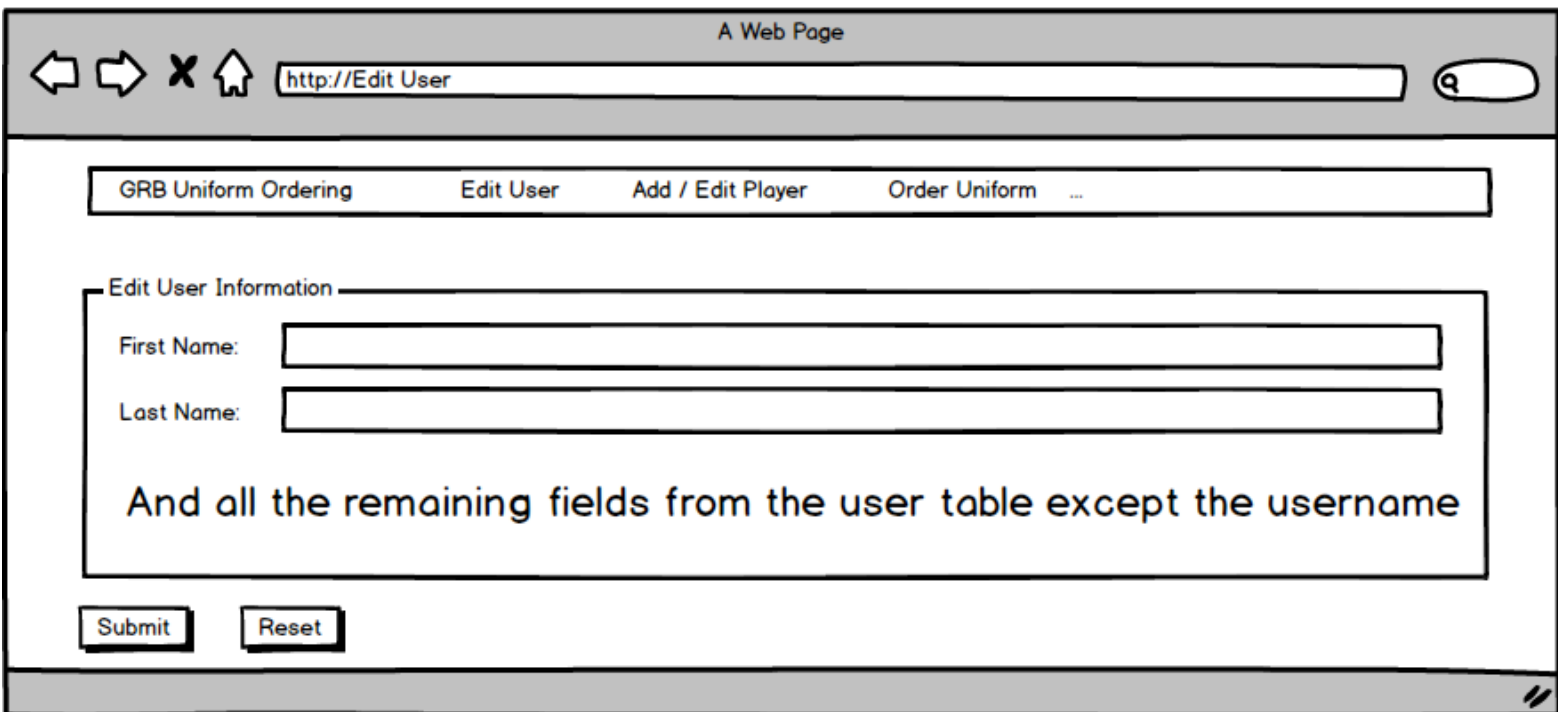 A Web Page
http://Edit User
GRB Uniform Ordering Edit User Add / Edit Player Order Uniform ...
Edit User Information
First Name:
Last Name:
And all the remaining fields from the user table except the username
Submit Reset